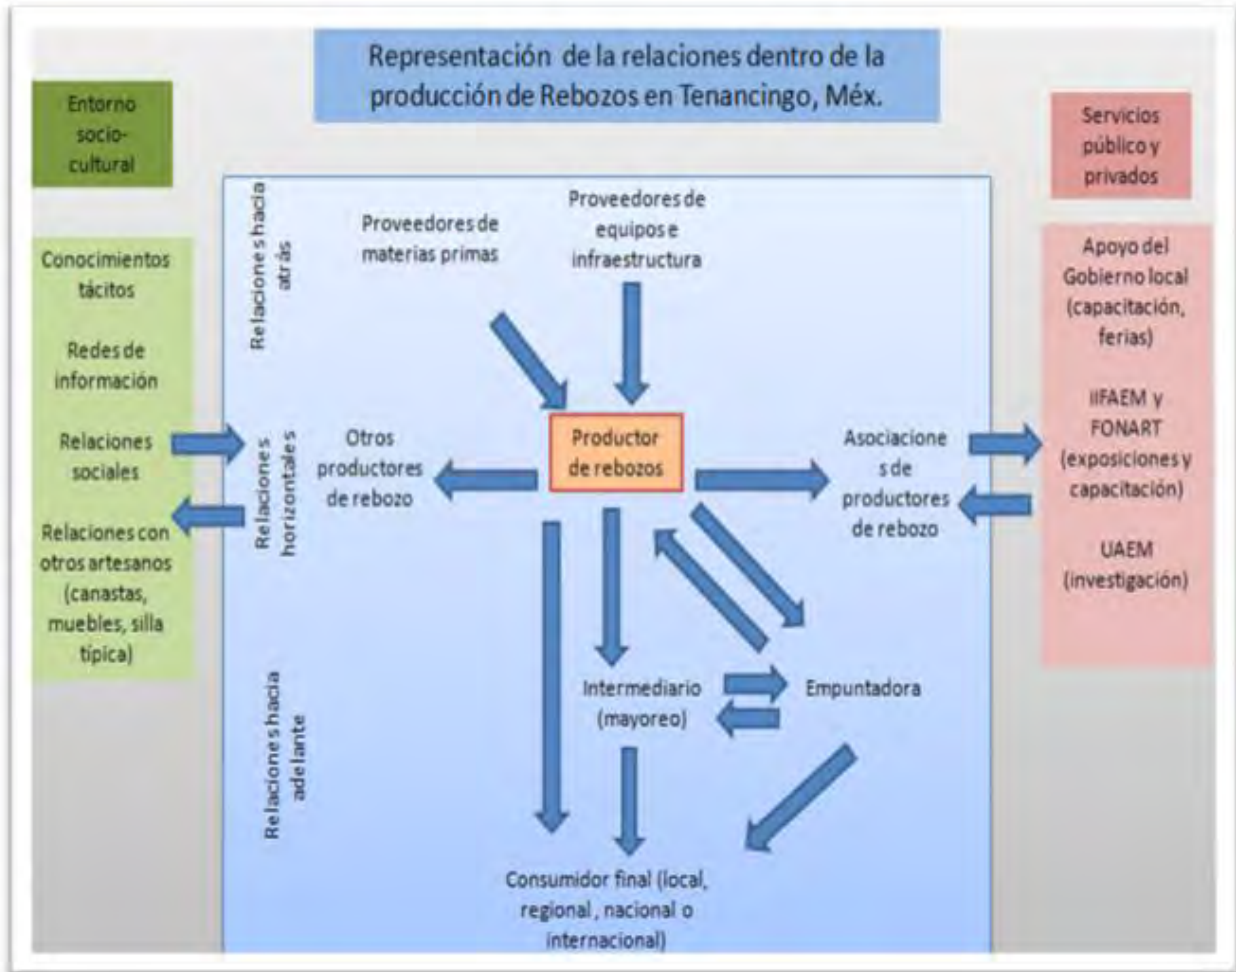 Representación de la relaciones dentro de la
producción de Rebozos en Tenancingo, Méx.
Entorno
socio-
cultural
Conocimientos
tácitos
Redes de
información
Relaciones
sociales
Relaciones con
otros artesanos
(canastas,
muebles, silla
típica)
Relaciones hacia
atrás
Proveedores de
materias primas
Proveedores de
equipos e
infraestructura
Relaciones
horizontales
Otros
productores
de rebozo
Productor
de rebozos
Asociacione
s de
productores
de rebozo
Relaciones hacia
adelante
Intermediario
(mayoreo)
Empuntadora
Consumidor final (local,
regional, nacional o
internacional)
Servicios
público y
privados
Apoyo del
Gobierno local
(capacitación,
ferias)
IIFAEM y
FONART
(exposiciones y
capacitación)
UAEM
(investigación)